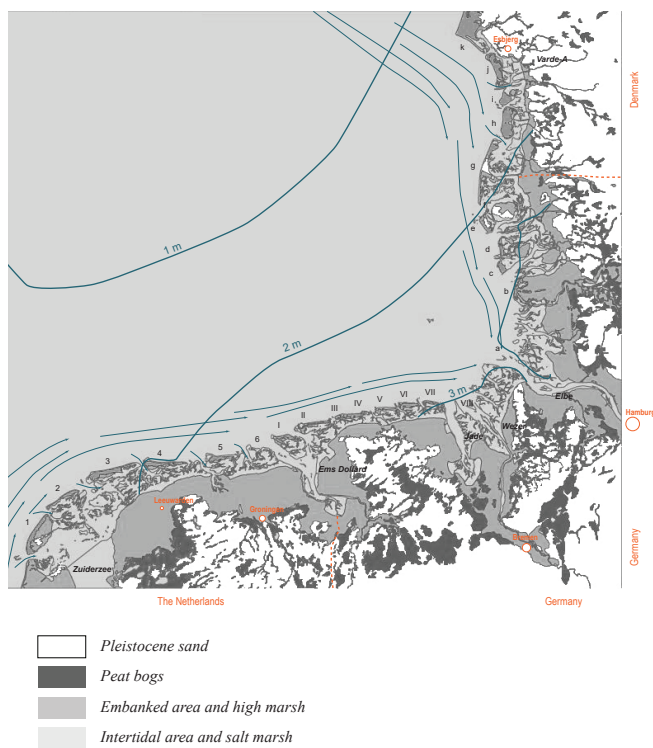 k
Esbjerg
Varde-A
j
i
h
Denmark
g
f
e
1 m
d
c
b
2 m
a
3 m
Elbe
Hamburg
VIII
VII
VI
V
IV
III
II
I
Wezer
Jade
6
5
4
3
2
1
Ems Dollard
Leeuwarden
Groningen
Bremen
Zuiderzee
Germany
The Netherlands
Germany
Pleistocene sand
Peat bogs
Embanked area and high marsh
Intertidal area and salt marsh